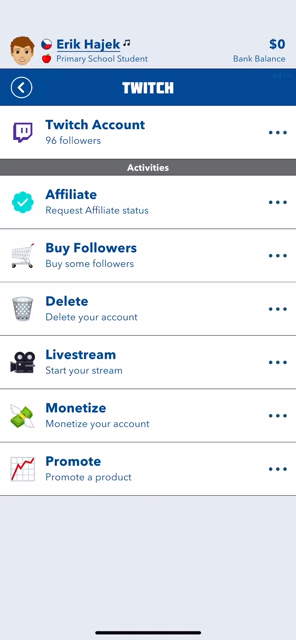 Erik Hajek
$0
Primary School Student
Bank Balance
TWITCH
Twitch Account
96 followers
Activities
Affiliate
Request Affiliate status
Buy Followers
Buy some followers
Delete
Delete your account
Livestream
Start your stream
Monetize
Monetize your account
Promote
Promote a product